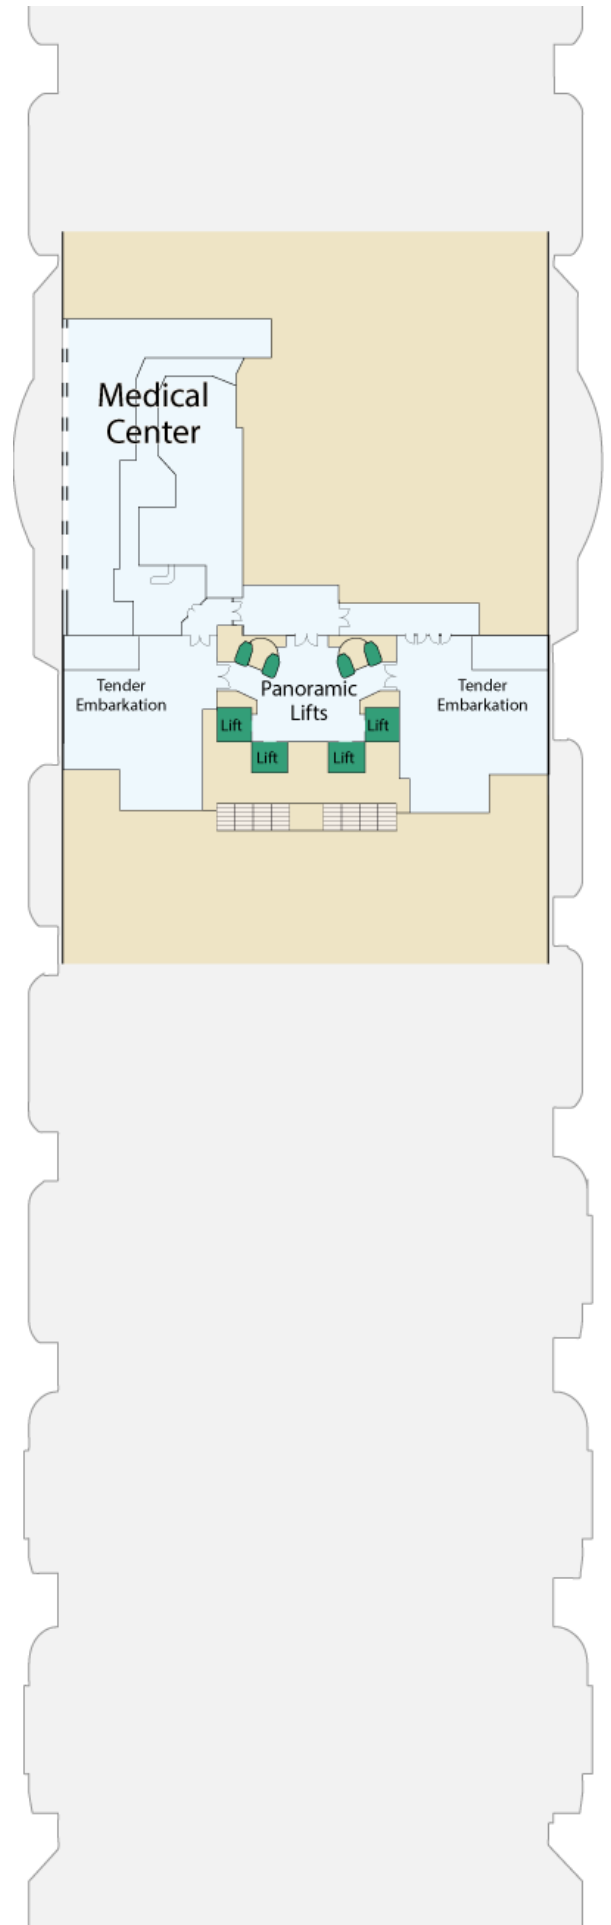 Medical
Center
Tender
Embarkation
Panoramic
Lifts
Tender
Embarkation
Lift
Lift
Lift
Lift